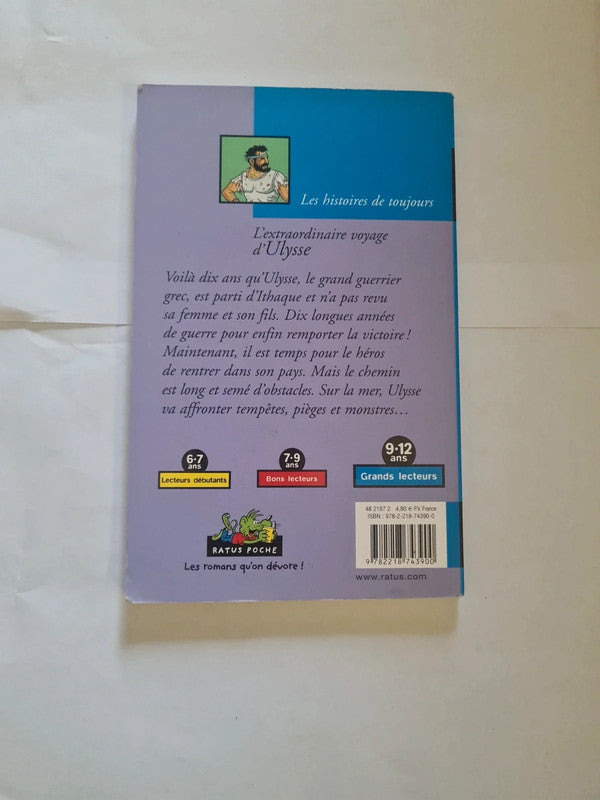 Les histoires de toujours
L'extraordinaire voyage
d'Ulysse
Voilà dix ans qu'Ulysse, le grand guerrier
grec, est parti d'Ithaque et n'a pas revu
sa femme et son fils. Dix longues années
de guerre pour enfin remporter la victoire !
Maintenant, il est temps pour le héros
de rentrer dans son pays. Mais le chemin
est long et semé d'obstacles. Sur la mer, Ulysse
va affronter tempêtes, pièges et monstres...
6-7
ans
Lecteurs débutants
7-9
ans
Bons lecteurs
9-12
ans
Grands lecteurs
RATUS POCHE
Les romans qu'on dévore !
48 2187 2 4,80 € P.V. France
ISBN : 978-2-218-74390-0
9 782218 743900
www.ratus.com